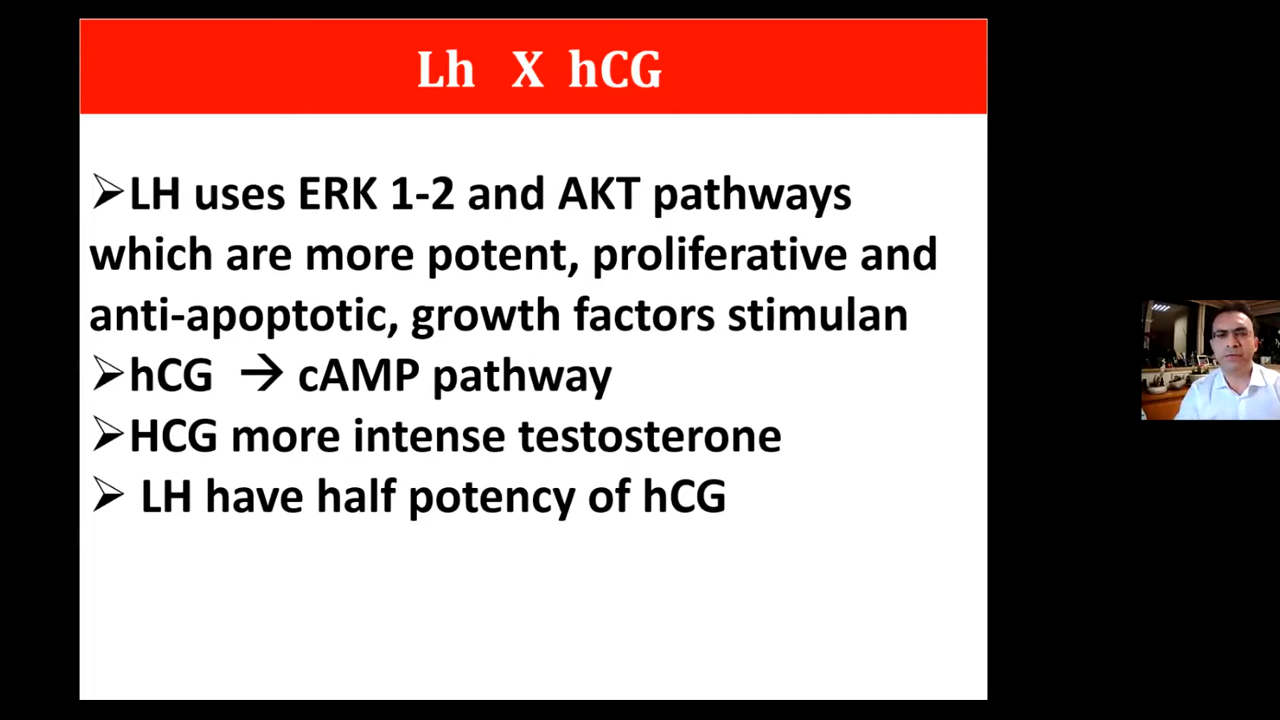 Lh X hCG
➢LH uses ERK 1-2 and AKT pathways
which are more potent, proliferative and
anti-apoptotic, growth factors stimulan
➢hCG → cAMP pathway
➢HCG more intense testosterone
➢ LH have half potency of hCG